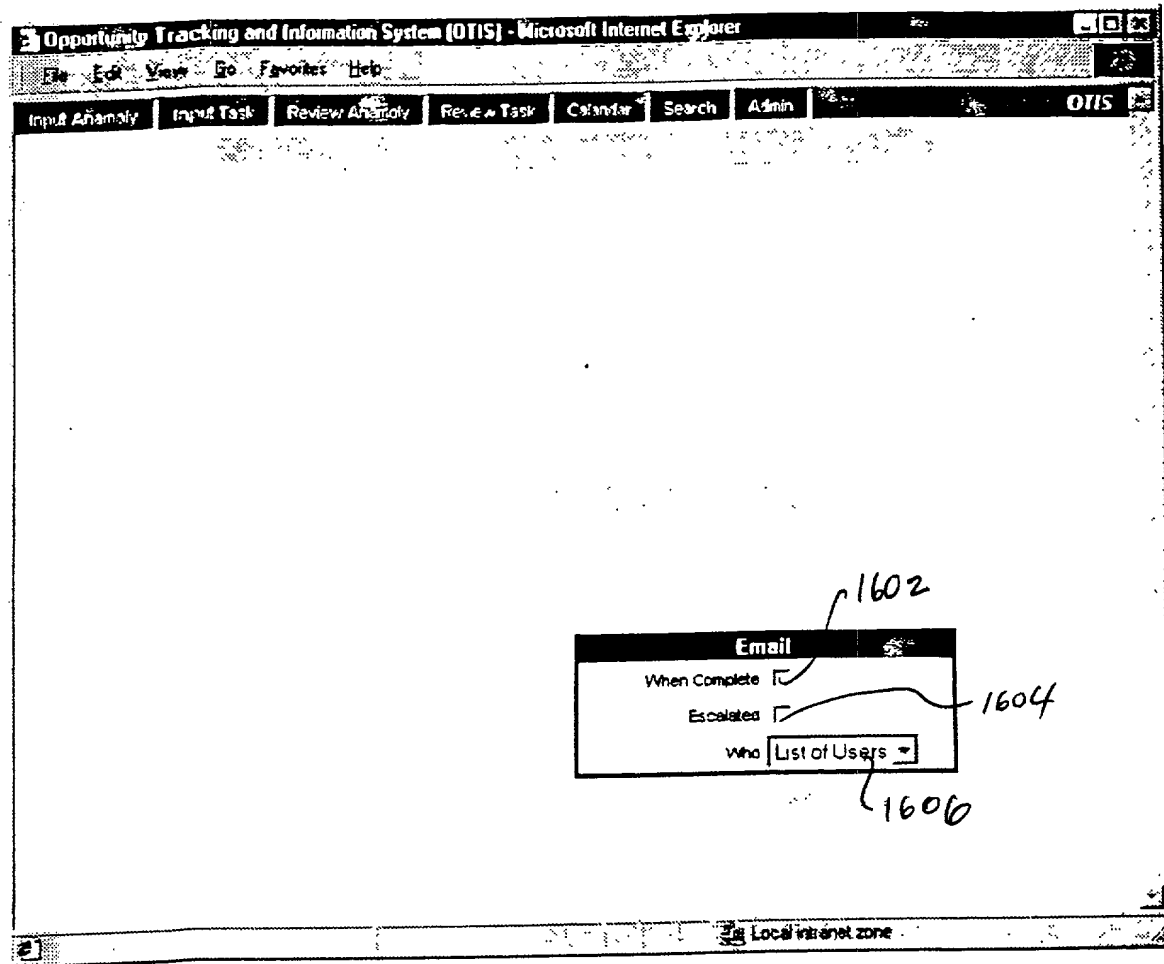 Opportunity Tracking and Information System (OTIS) - Microsoft Internet Explorer
File Edit View Go Favorites Help
Input Anamoly Input Task Review Anamoly Review Task Calandar Search Admin OTIS
1602
Email
When Complete
Escalated
1604
Who List of Users
1606
Local intranet zone